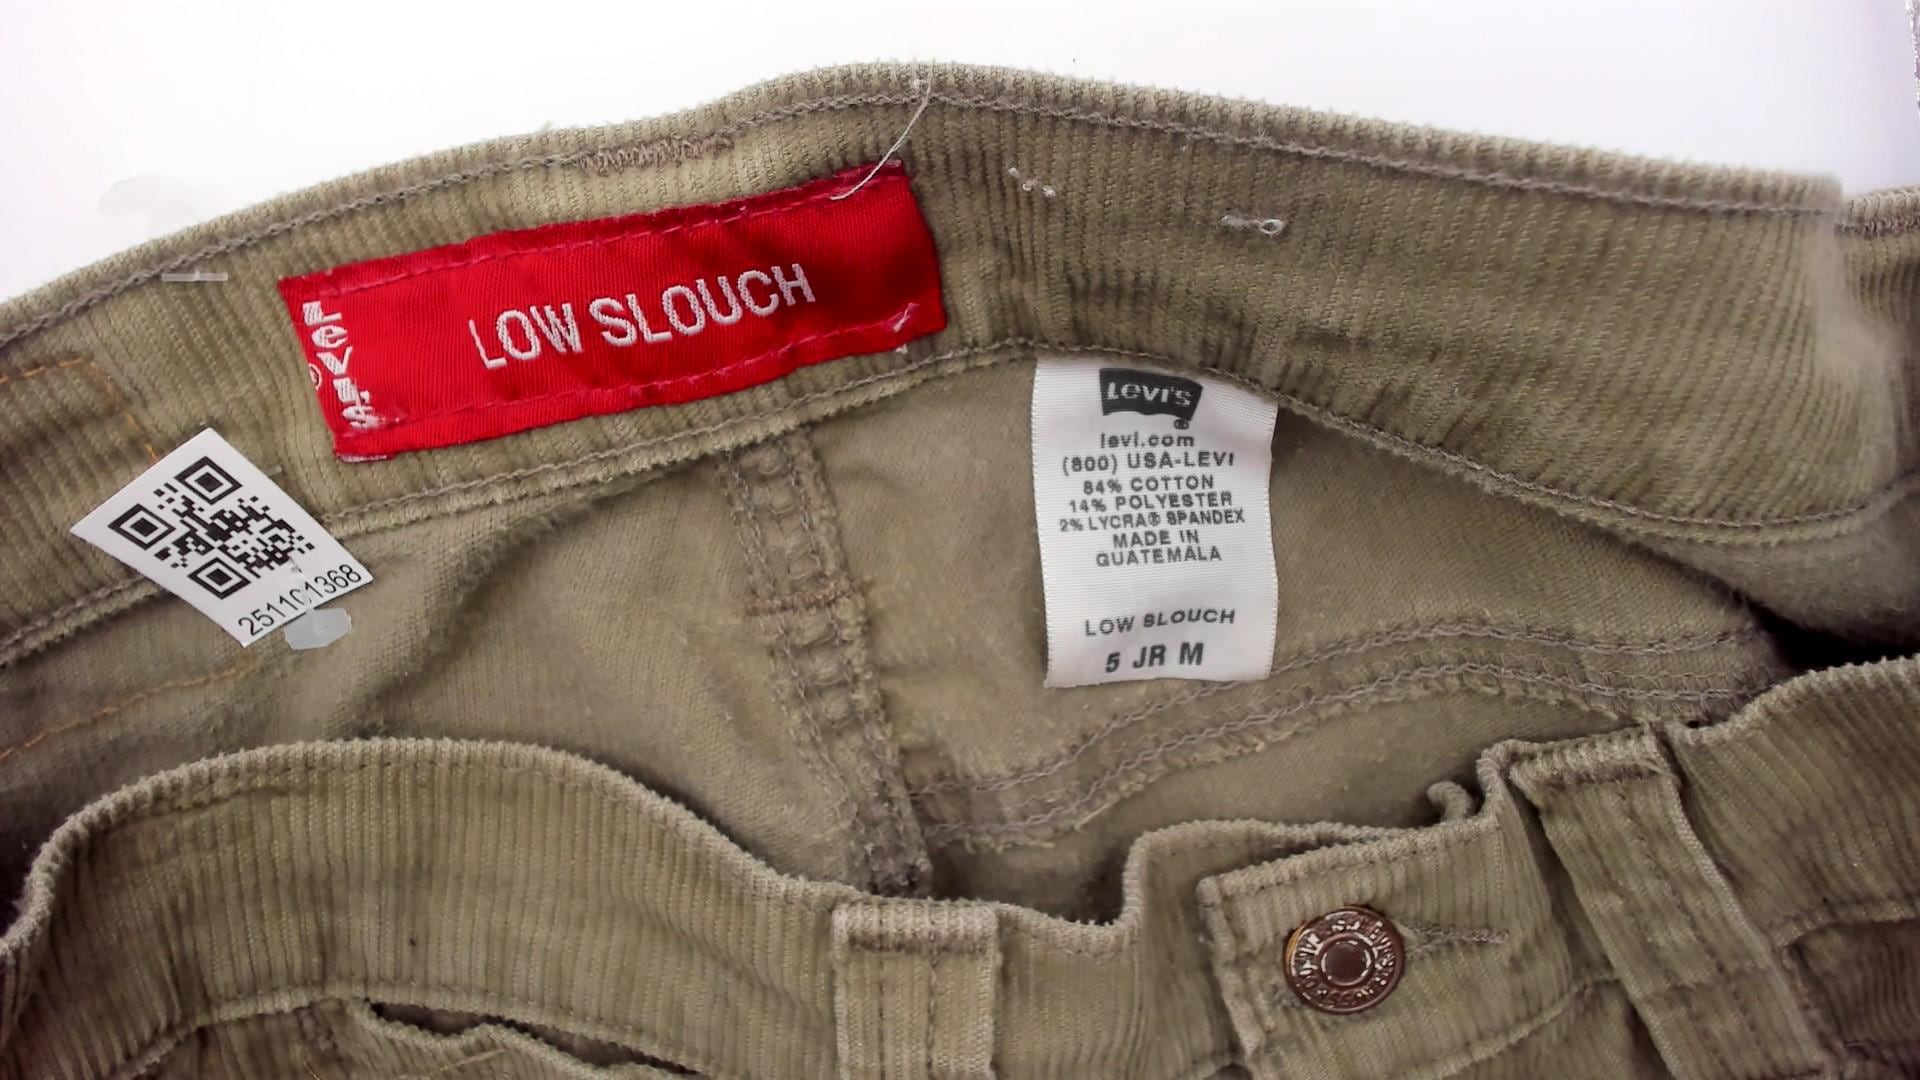 LOW SLOUCH
Levi's®
251101368
Levi's®
levi.com
(800) USA-LEVI
84% COTTON
14% POLYESTER
2% LYCRA® SPANDEX
MADE IN
GUATEMALA
LOW SLOUCH
5 JR M